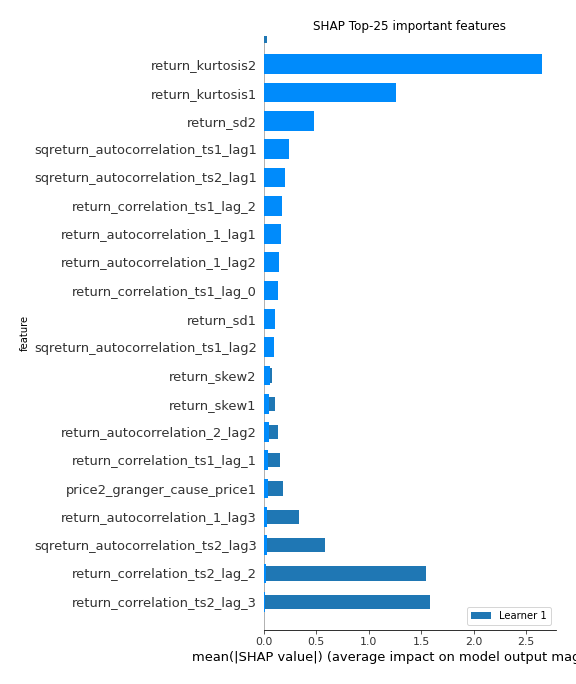 SHAP Top-25 important features
return_kurtosis2
return_kurtosis1
return_sd2
sqreturn_autocorrelation_ts1_lag1
sqreturn_autocorrelation_ts2_lag1
return_correlation_ts1_lag_2
return_autocorrelation_1_lag1
return_autocorrelation_1_lag2
return_correlation_ts1_lag_0
return_sd1
feature
sqreturn_autocorrelation_ts1_lag2
return_skew2
return_skew1
return_autocorrelation_2_lag2
return_correlation_ts1_lag_1
price2_granger_cause_price1
return_autocorrelation_1_lag3
sqreturn_autocorrelation_ts2_lag3
return_correlation_ts2_lag_2
return_correlation_ts2_lag_3
Learner 1
0.0 0.5 1.0 1.5 2.0 2.5
mean(|SHAP value|) (average impact on model output mag